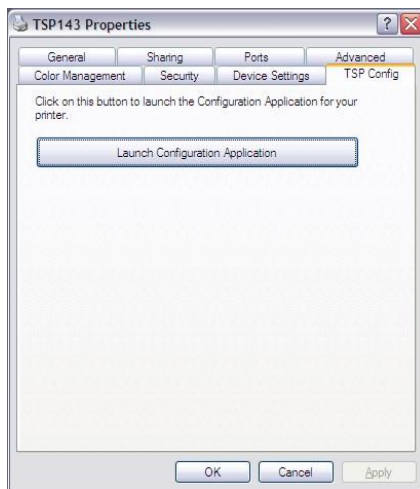 TSP143 Properties
General Sharing Ports Advanced
Color Management Security Device Settings TSP Config
Click on this button to launch the Configuration Application for your
printer.
Launch Configuration Application
OK Cancel Apply